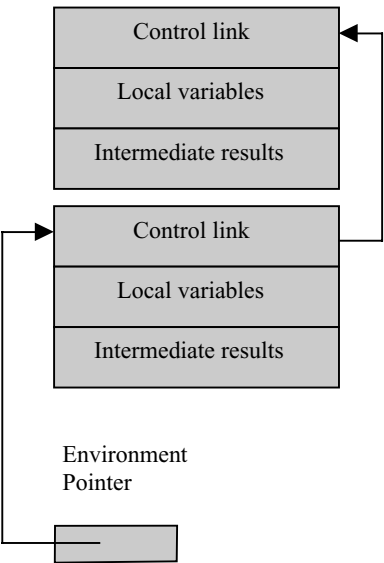 Control link
Local variables
Intermediate results
Control link
Local variables
Intermediate results
Environment
Pointer